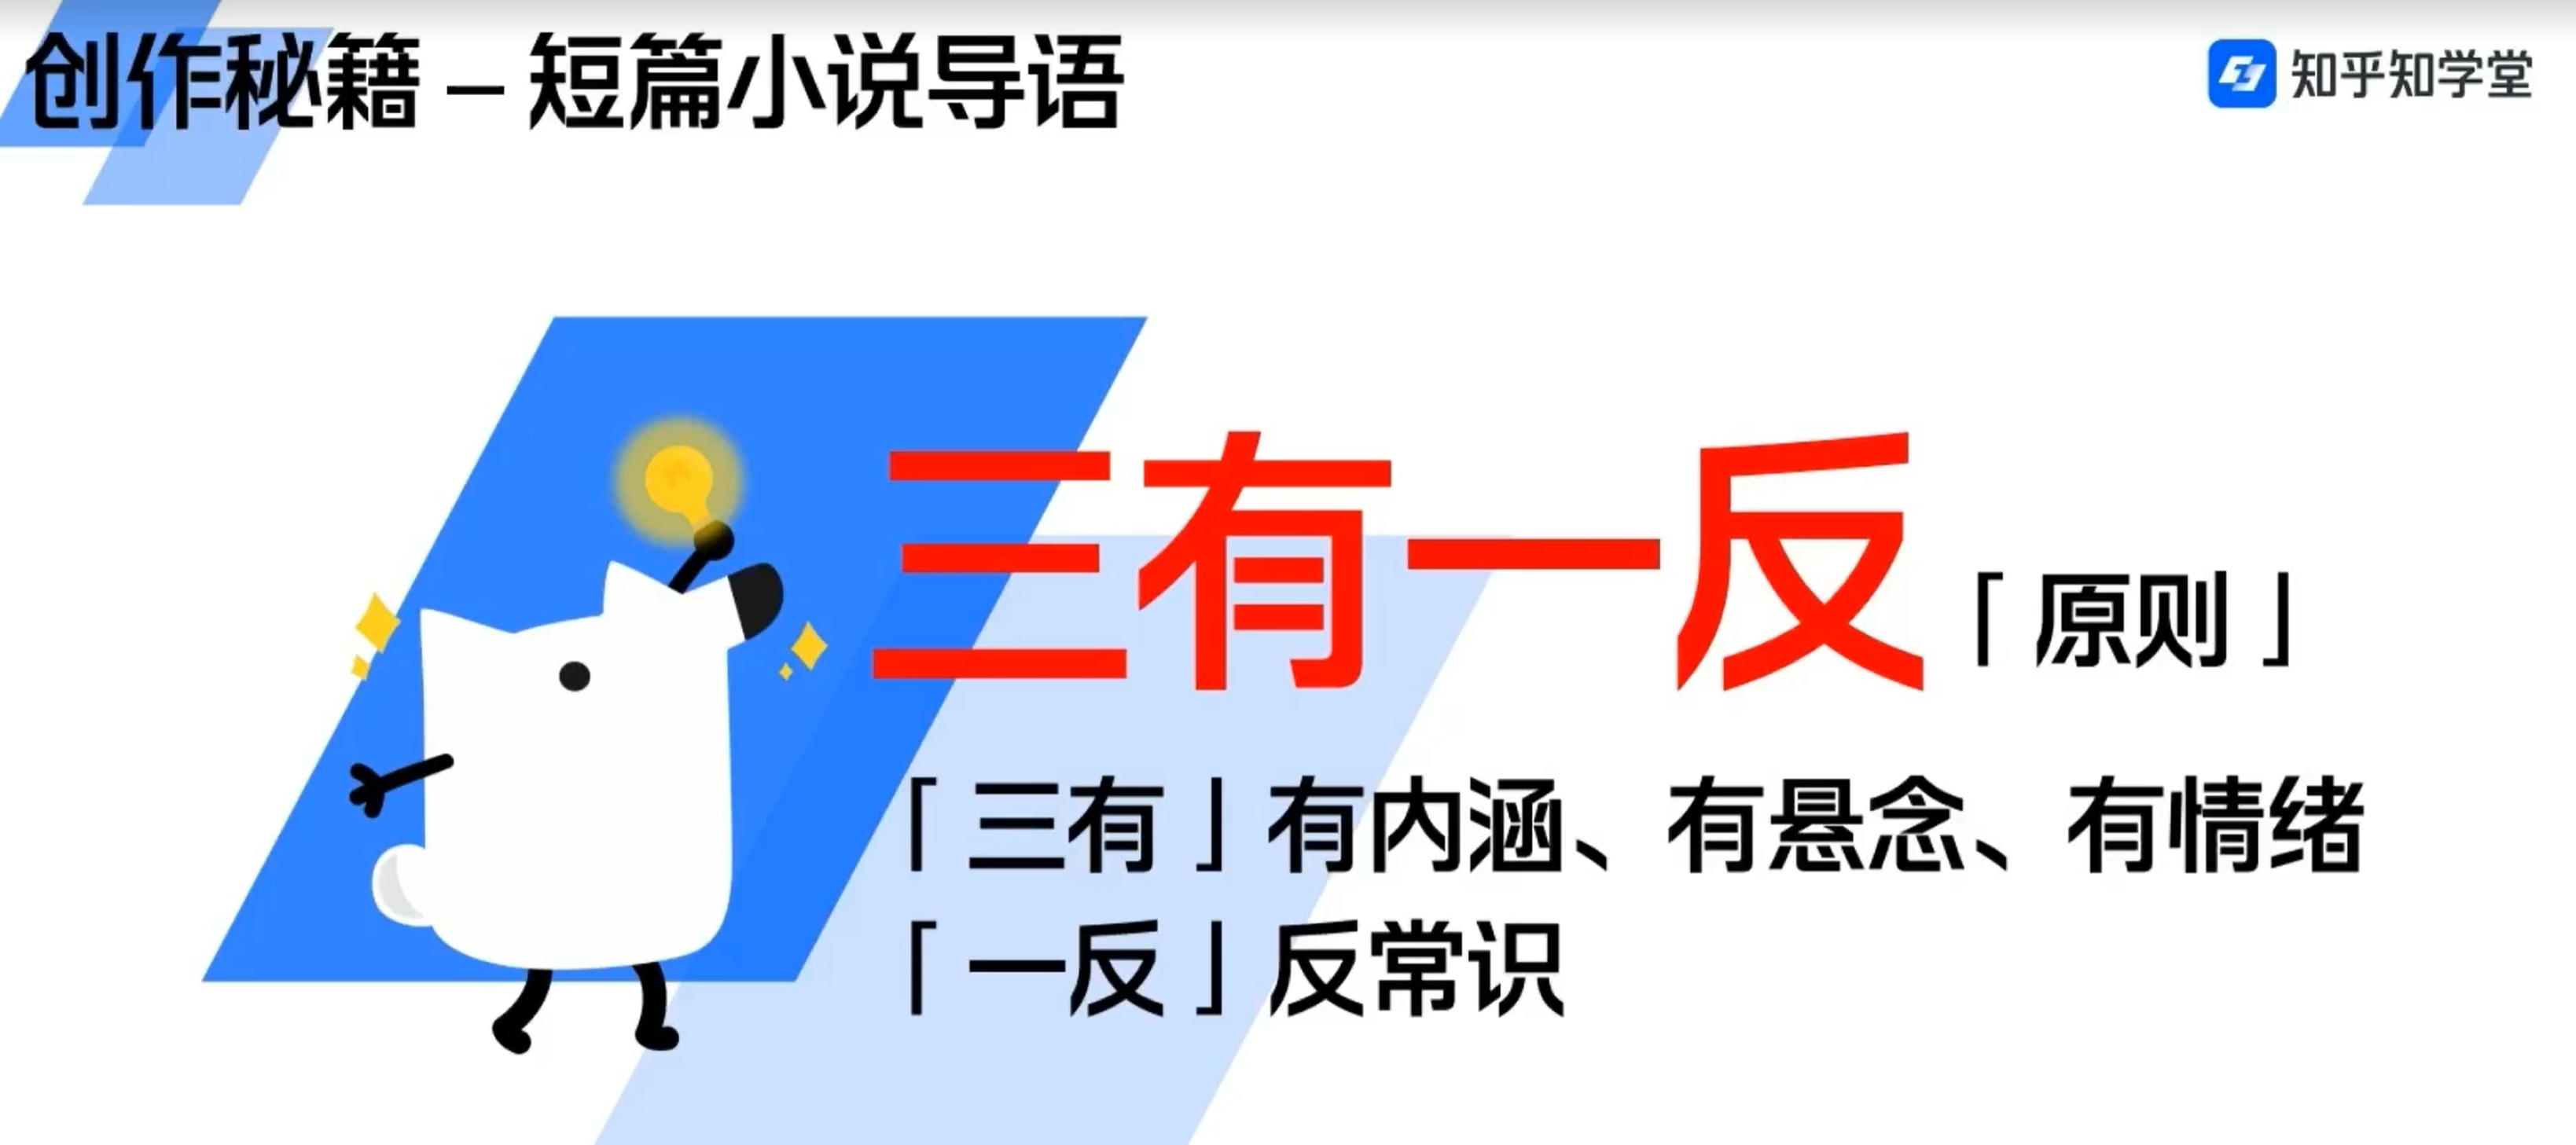 创作秘籍 – 短篇小说导语
知乎知学堂
三有一反「原则」
「三有」有内涵、有悬念、有情绪
「一反」反常识